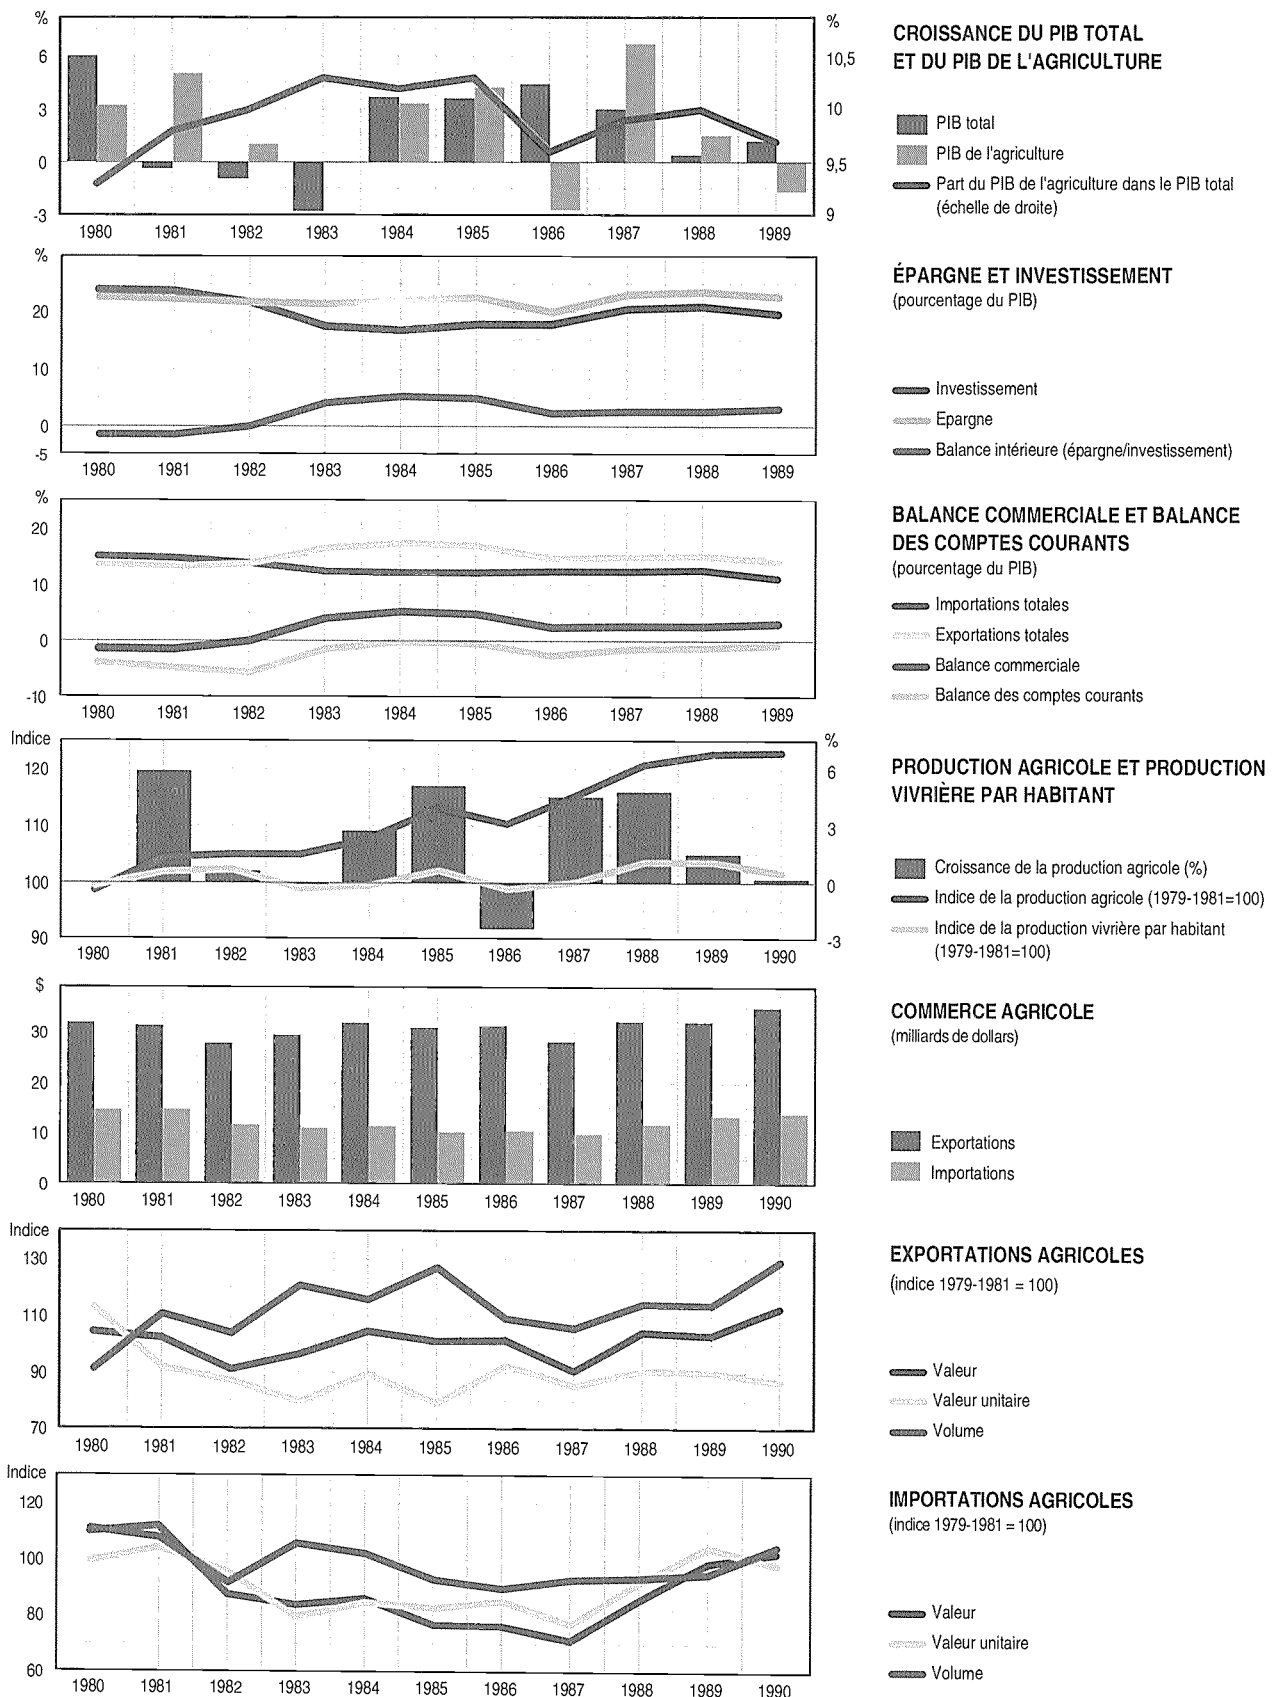 %
%
6
3
0
-3
10,5
10
9,5
9
1980 1981 1982 1983 1984 1985 1986 1987 1988 1989
CROISSANCE DU PIB TOTAL
ET DU PIB DE L'AGRICULTURE
PIB total
PIB de l'agriculture
Part du PIB de l'agriculture dans le PIB total
(échelle de droite)
%
20
10
0
-5
1980 1981 1982 1983 1984 1985 1986 1987 1988 1989
ÉPARGNE ET INVESTISSEMENT
(pourcentage du PIB)
Investissement
Epargne
Balance intérieure (épargne/investissement)
%
20
10
0
-10
1980 1981 1982 1983 1984 1985 1986 1987 1988 1989
BALANCE COMMERCIALE ET BALANCE
DES COMPTES COURANTS
(pourcentage du PIB)
Importations totales
Exportations totales
Balance commerciale
Balance des comptes courants
Indice
%
120
110
100
90
6
3
0
-3
1980 1981 1982 1983 1984 1985 1986 1987 1988 1989 1990
PRODUCTION AGRICOLE ET PRODUCTION
VIVRIÈRE PAR HABITANT
Croissance de la production agricole (%)
Indice de la production agricole (1979-1981=100)
Indice de la production vivrière par habitant
(1979-1981=100)
$
30
20
10
0
1980 1981 1982 1983 1984 1985 1986 1987 1988 1989 1990
COMMERCE AGRICOLE
(milliards de dollars)
Exportations
Importations
Indice
130
110
90
70
1980 1981 1982 1983 1984 1985 1986 1987 1988 1989 1990
EXPORTATIONS AGRICOLES
(indice 1979-1981 = 100)
Valeur
Valeur unitaire
Volume
Indice
120
100
80
60
1980 1981 1982 1983 1984 1985 1986 1987 1988 1989 1990
IMPORTATIONS AGRICOLES
(indice 1979-1981 = 100)
Valeur
Valeur unitaire
Volume